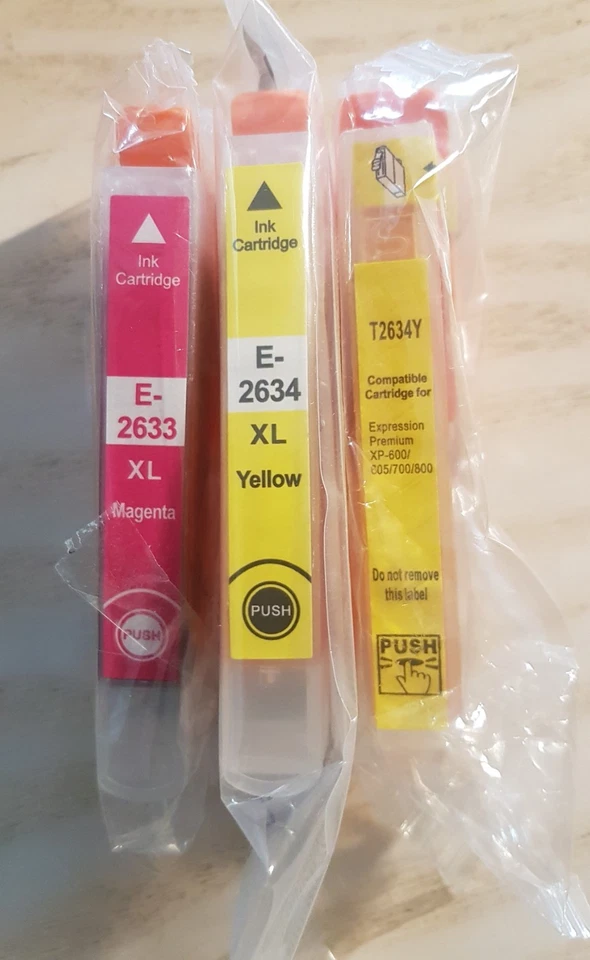 Ink
Cartridge
E-
2633
XL
Magenta
PUSH
Ink
Cartridge
E-
2634
XL
Yellow
PUSH
T2634Y
Compatible
Cartridge for
Expression
Premium
XP-600/
605/700/800
Do not remove
this label
PUSH